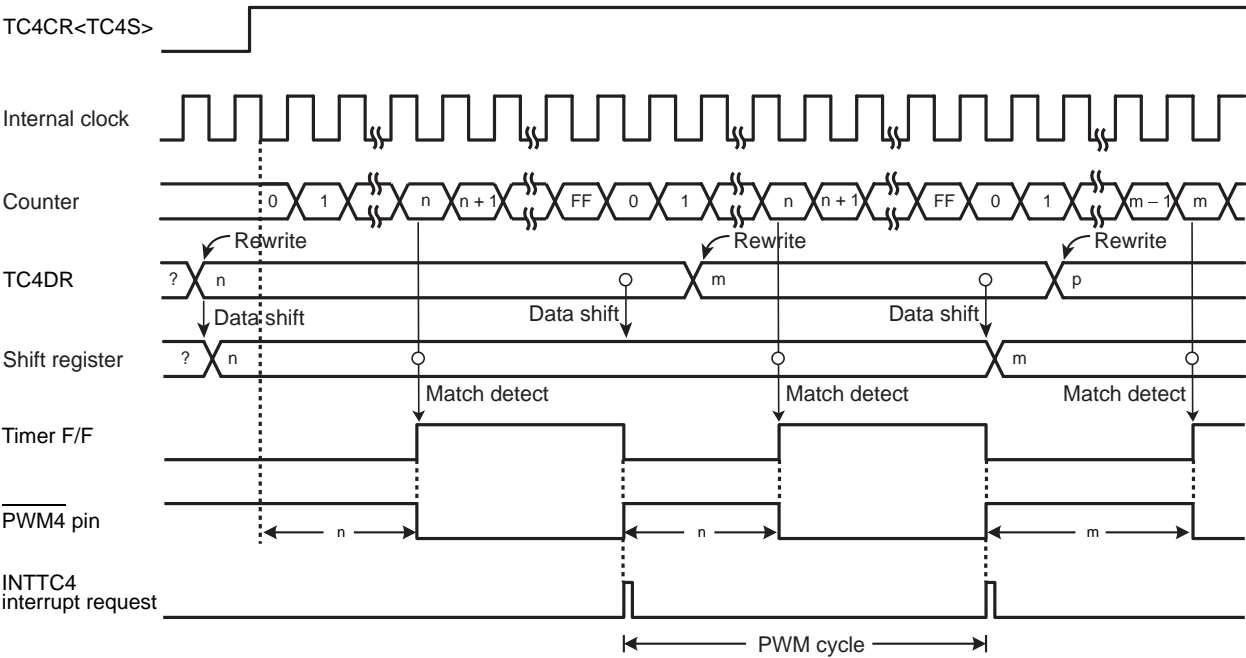 TC4CR<TC4S>
Internal clock
Counter
0 1 n n + 1 FF 0 1 n n + 1 FF 0 1 m – 1 m
Rewrite Rewrite Rewrite
TC4DR
? n m p
Data shift Data shift Data shift
Shift register
? n m
Match detect Match detect Match detect
Timer F/F
PWM4 pin
n n m
INTTC4
interrupt request
PWM cycle